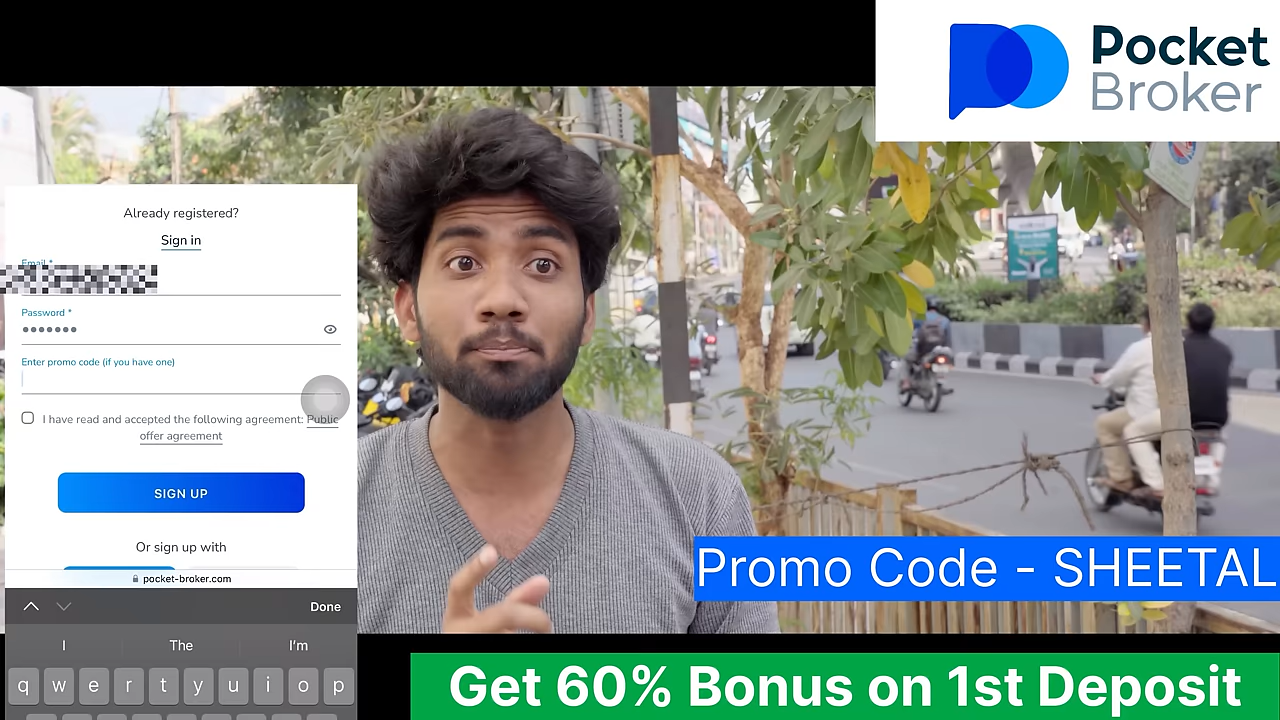 Pocket
Broker
Already registered?
Sign in
Email *
Password *
Enter promo code (if you have one)
I have read and accepted the following agreement: Public
offer agreement
SIGN UP
Or sign up with
pocket-broker.com
Done
I The I'm
q w e r t y u i o p
Promo Code - SHEETAL
Get 60% Bonus on 1st Deposit